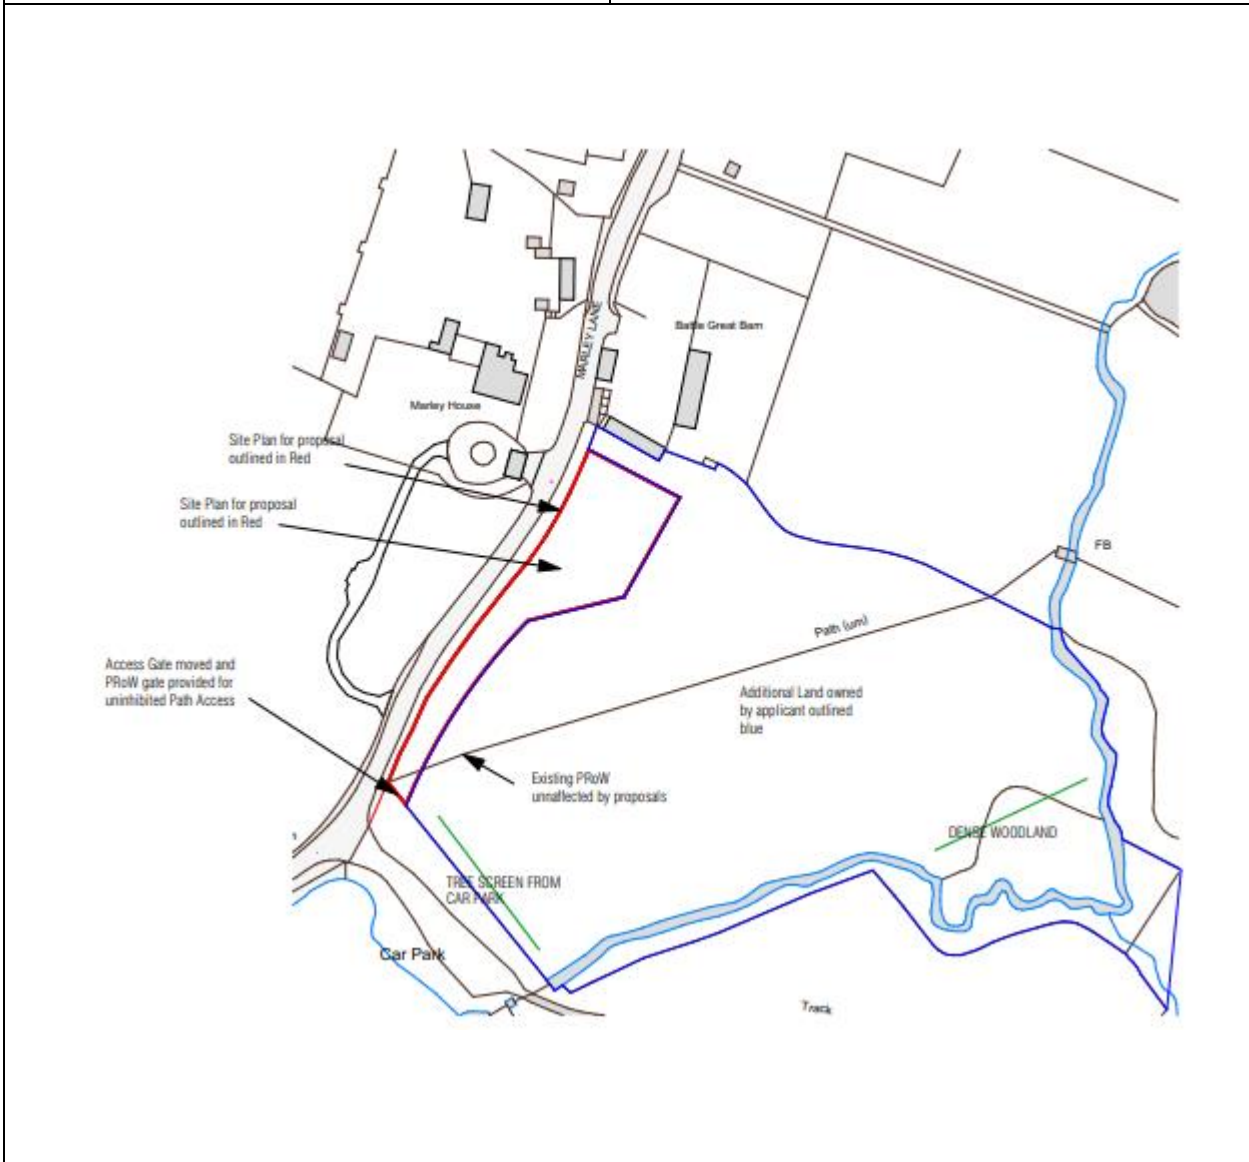 MARLEY LANE
Battle Great Barn
Marley House
Site Plan for proposal
outlined in Red
Site Plan for proposal
outlined in Red
FB
Path (um)
Access Gate moved and
PRoW gate provided for
uninhibited Path Access
Additional Land owned
by applicant outlined
blue
Existing PRoW
unnaffected by proposals
DENSE WOODLAND
TREE SCREEN FROM
CAR PARK
Car Park
Track